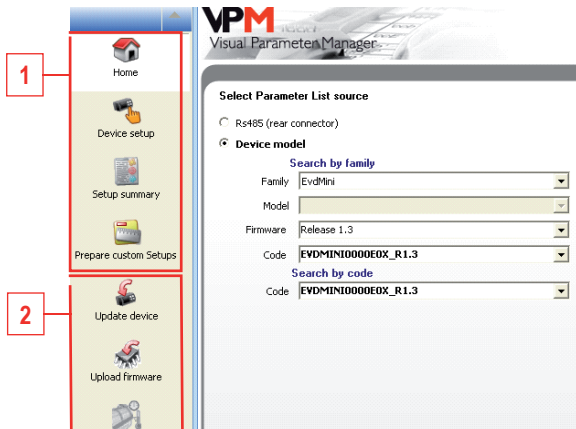 VPM
Visual Parameter Manager
1
Home
Device setup
Setup summary
Prepare custom Setups
2
Update device
Upload firmware
Select Parameter List source
Rs485 (rear connector)
Device model
Search by family
Family EvdMini
Model
Firmware Release 1.3
Code EVDMINI0000E0X_R1.3
Search by code
Code EVDMINI0000E0X_R1.3